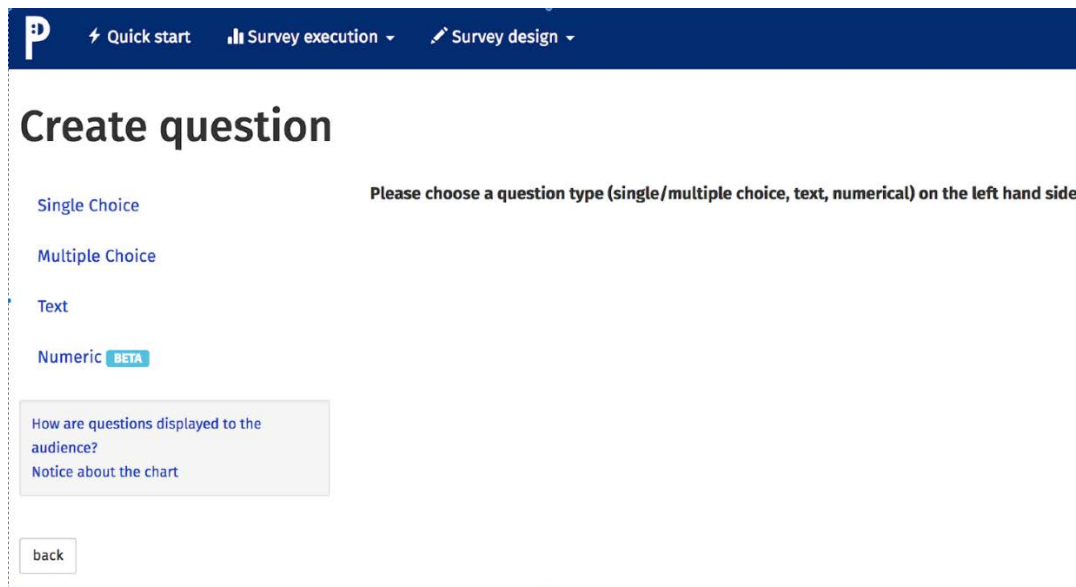 Quick start Survey execution Survey design
Create question
Single Choice
Please choose a question type (single/multiple choice, text, numerical) on the left hand side
Multiple Choice
Text
Numeric BETA
How are questions displayed to the
audience?
Notice about the chart
back